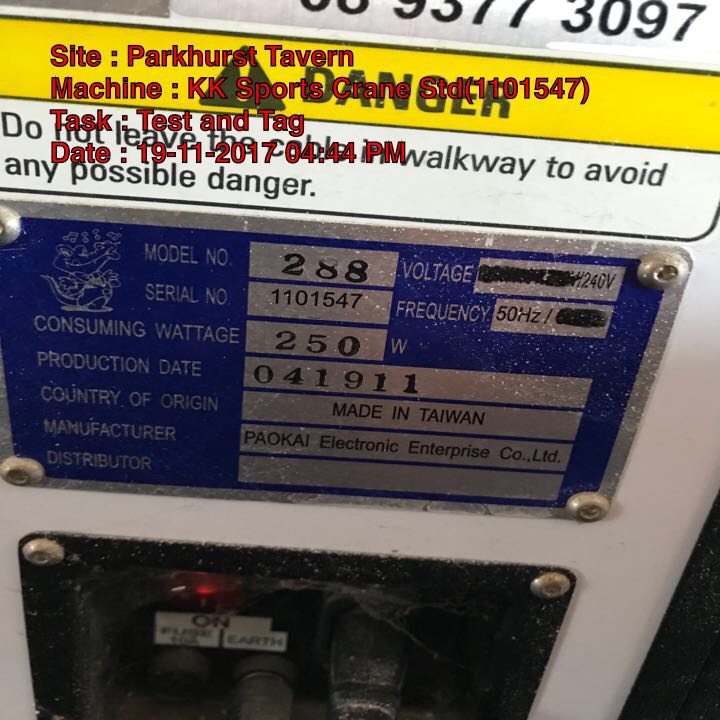 08 9377 3097
Site : Parkhurst Tavern
Machine : KK Sports Crane Std(1101547)
Task : Test and Tag
Date : 19-11-2017 04:44 PM
DANGER
Do not leave the cable in walkway to avoid
any possible danger.
MODEL NO. 288 VOLTAGE 240V
SERIAL NO. 1101547 FREQUENCY 50Hz /
CONSUMING WATTAGE 250 W
PRODUCTION DATE 041911
COUNTRY OF ORIGIN MADE IN TAIWAN
MANUFACTURER PAOKAI Electronic Enterprise Co.,Ltd.
DISTRIBUTOR
ON
FUSE EARTH
10A